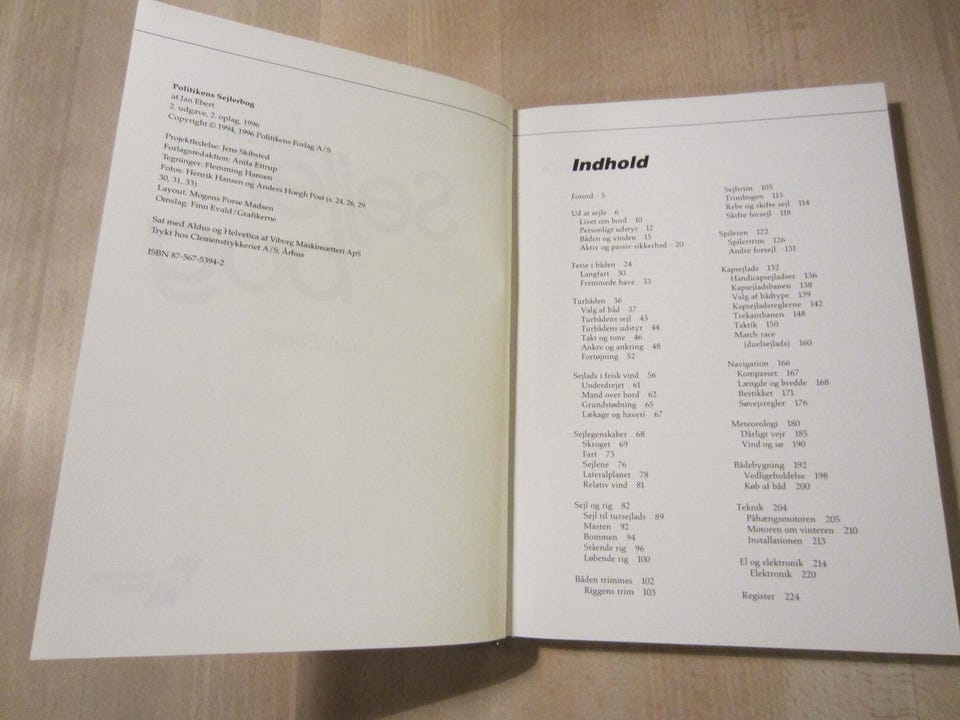 Politikens Sejlerbog
af Jan Ebert
2. udgave, 2. oplag, 1996
Copyright © 1994, 1996 Politikens Forlag A/S
Projektledelse: Jens Skibsted
Forlagsredaktion: Anita Ettrup
Tegninger: Flemming Hansen
Fotos: Henrik Hansen og Anders Hoegh Post (s. 24, 26, 29,
30, 31, 33)
Layout: Mogens Porse Madsen
Omslag: Finn Evald/Grafikerne
Sat med Aldus og Helvetica af Viborg Maskinsætteri ApS
Trykt hos Clemenstrykkeriet A/S, Århus
ISBN 87-567-5394-2
Indhold
Forord 5
Ud at sejle 6
Livet om bord 10
Personligt udstyr 12
Båden og vinden 15
Aktiv og passiv sikkerhed 20
Ferie i båden 24
Langfart 30
Fremmede have 33
Turbåden 36
Valg af båd 37
Turbådens sejl 43
Turbådens udstyr 44
Takt og tone 46
Ankre og ankring 48
Fortøjning 52
Sejlads i frisk vind 56
Underdrejet 61
Mand over bord 62
Grundstødning 65
Lækage og haveri 67
Sejlegenskaber 68
Skroget 69
Fart 73
Sejlene 76
Lateralplanet 78
Relativ vind 81
Sejl og rig 82
Sejl til tursejlads 89
Masten 92
Bommen 94
Stående rig 96
Løbende rig 100
Båden trimmes 102
Riggens trim 103
Sejltrim 105
Trimbogen 113
Rebe og skifte sejl 114
Skifte forsejl 118
Spileren 122
Spilertrim 126
Andre forsejl 131
Kapsejlads 132
Handicapsejladser 136
Kapsejladsbanen 138
Valg af bådtype 139
Kapsejladsreglerne 142
Trekantbanen 148
Taktik 150
Match race
(duelsejlads) 160
Navigation 166
Kompasset 167
Længde og bredde 168
Bestikket 171
Søvejsregler 176
Meteorologi 180
Dårligt vejr 185
Vind og sø 190
Bådebygning 192
Vedligeholdelse 198
Køb af båd 200
Teknik 204
Påhængsmotoren 205
Motoren om vinteren 210
Installationen 213
El og elektronik 214
Elektronik 220
Register 224